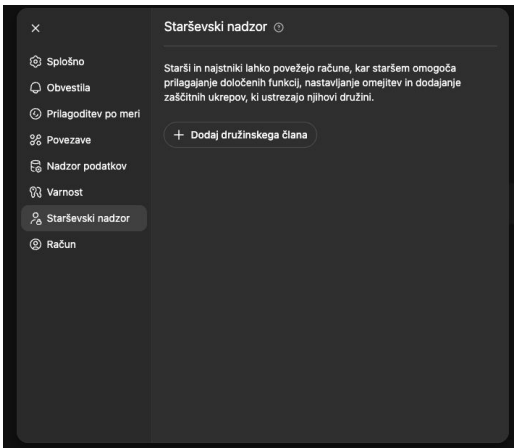 Starševski nadzor
Splošno
Obvestila
Prilagoditev po meri
Povezave
Nadzor podatkov
Varnost
Starševski nadzor
Račun
Starši in najstniki lahko povežejo račune, kar staršem omogoča
prilagajanje določenih funkcij, nastavljanje omejitev in dodajanje
zaščitnih ukrepov, ki ustrezajo njihovi družini.
+ Dodaj družinskega člana